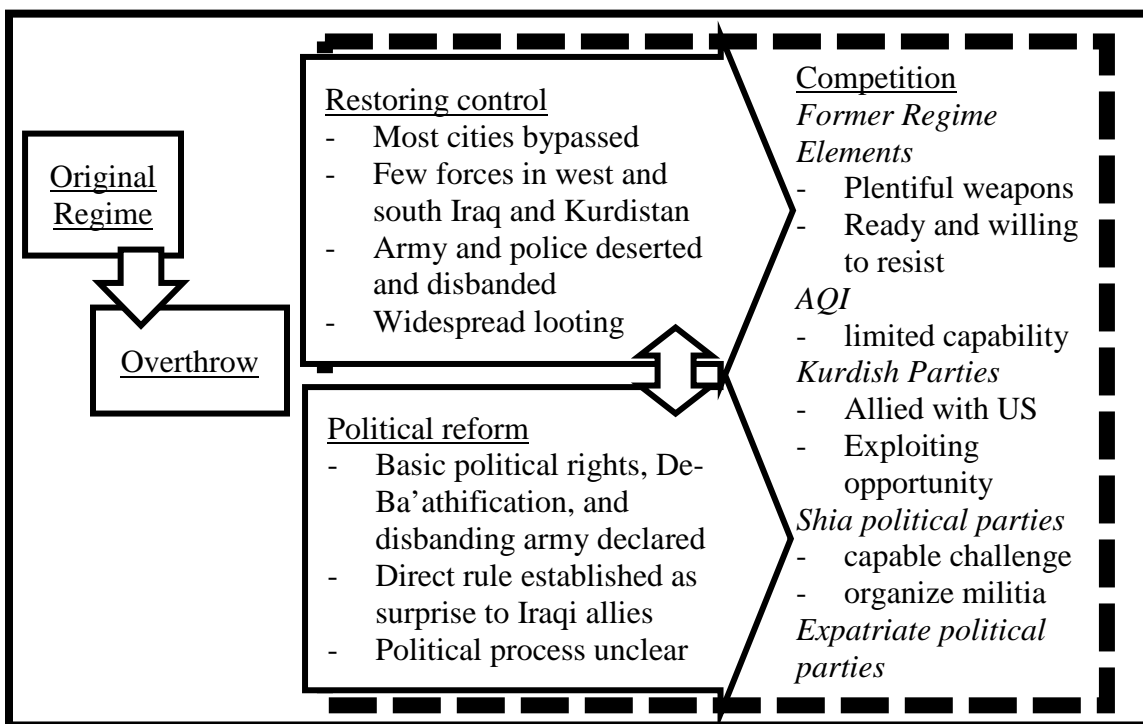 Original
Regime
Overthrow
Restoring control
- Most cities bypassed
- Few forces in west and
south Iraq and Kurdistan
- Army and police deserted
and disbanded
- Widespread looting
Political reform
- Basic political rights, De-
Ba’athification, and
disbanding army declared
- Direct rule established as
surprise to Iraqi allies
- Political process unclear
Competition
Former Regime
Elements
- Plentiful weapons
- Ready and willing
to resist
AQI
- limited capability
Kurdish Parties
- Allied with US
- Exploiting
opportunity
Shia political parties
- capable challenge
- organize militia
Expatriate political
parties